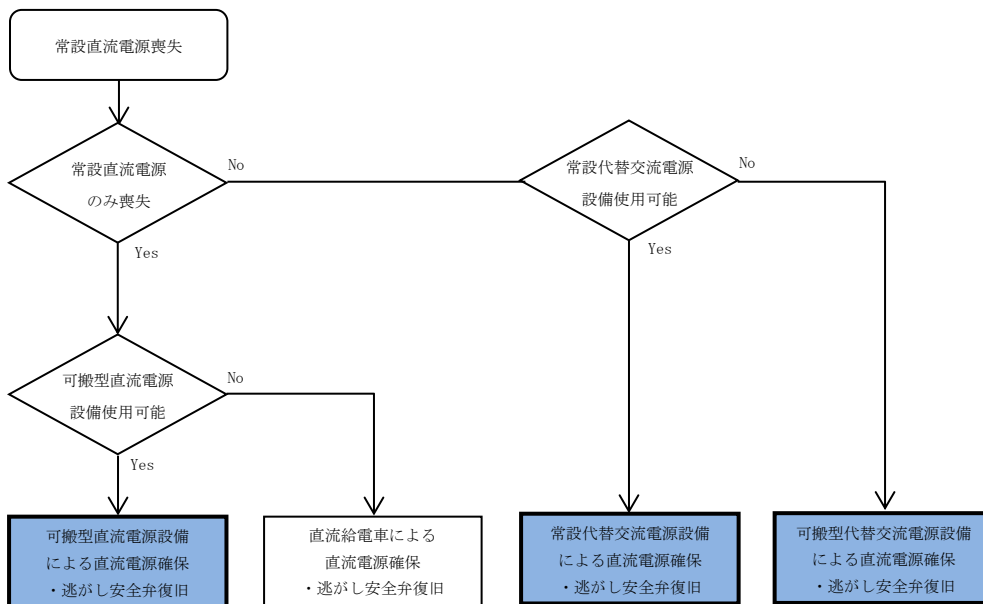 常設直流電源喪失
常設直流電源
のみ喪失
No
Yes
常設代替交流電源
設備使用可能
No
Yes
可搬型直流電源
設備使用可能
No
Yes
可搬型直流電源設備
による直流電源確保
・逃がし安全弁復旧
直流給電車による
直流電源確保
・逃がし安全弁復旧
常設代替交流電源設備
による直流電源確保
・逃がし安全弁復旧
可搬型代替交流電源設備
による直流電源確保
・逃がし安全弁復旧